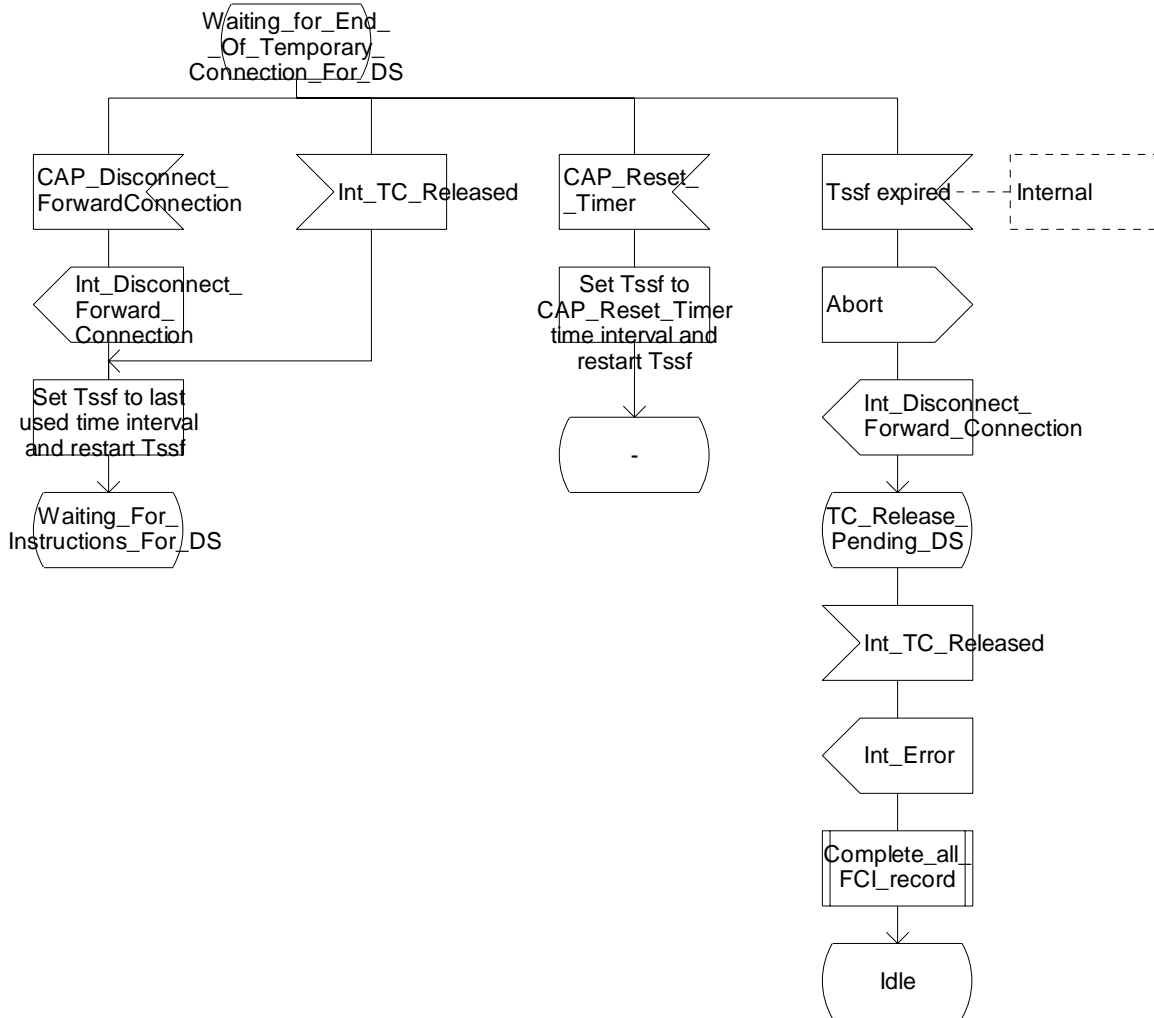 Waiting_for_End_
_Of_Temporary_
Connection_For_DS
CAP_Disconnect_
ForwardConnection
Int_TC_Released
CAP_Reset_
_Timer
Tssf expired
Internal
Int_Disconnect_
Forward_
Connection
Set Tssf to
CAP_Reset_Timer
time interval and
restart Tssf
Abort
Set Tssf to last
used time interval
and restart Tssf
Int_Disconnect_
Forward_Connection
-
Waiting_For_
Instructions_For_DS
TC_Release_
Pending_DS
Int_TC_Released
Int_Error
Complete_all_
FCI_record
Idle